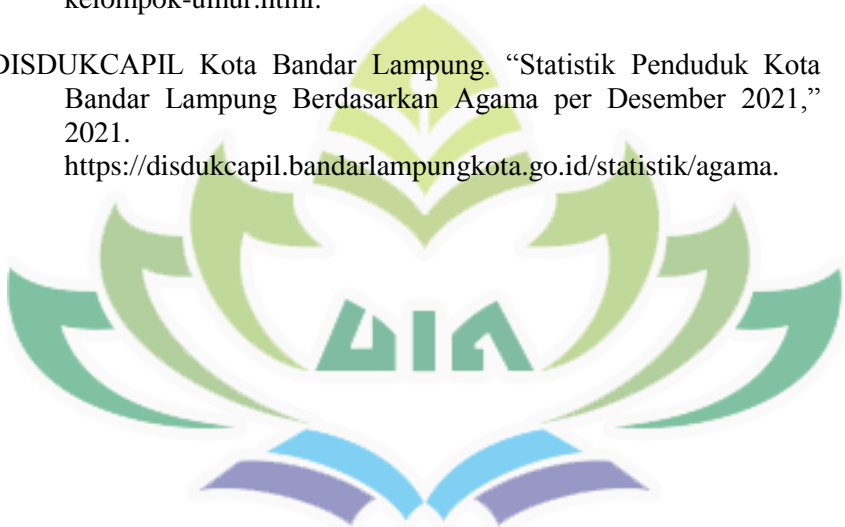 kelompok-umur.html.
DISDUKCAPIL Kota Bandar Lampung. “Statistik Penduduk Kota
Bandar Lampung Berdasarkan Agama per Desember 2021,”
2021.
https://disdukcapil.bandarlampungkota.go.id/statistik/agama.
UIN